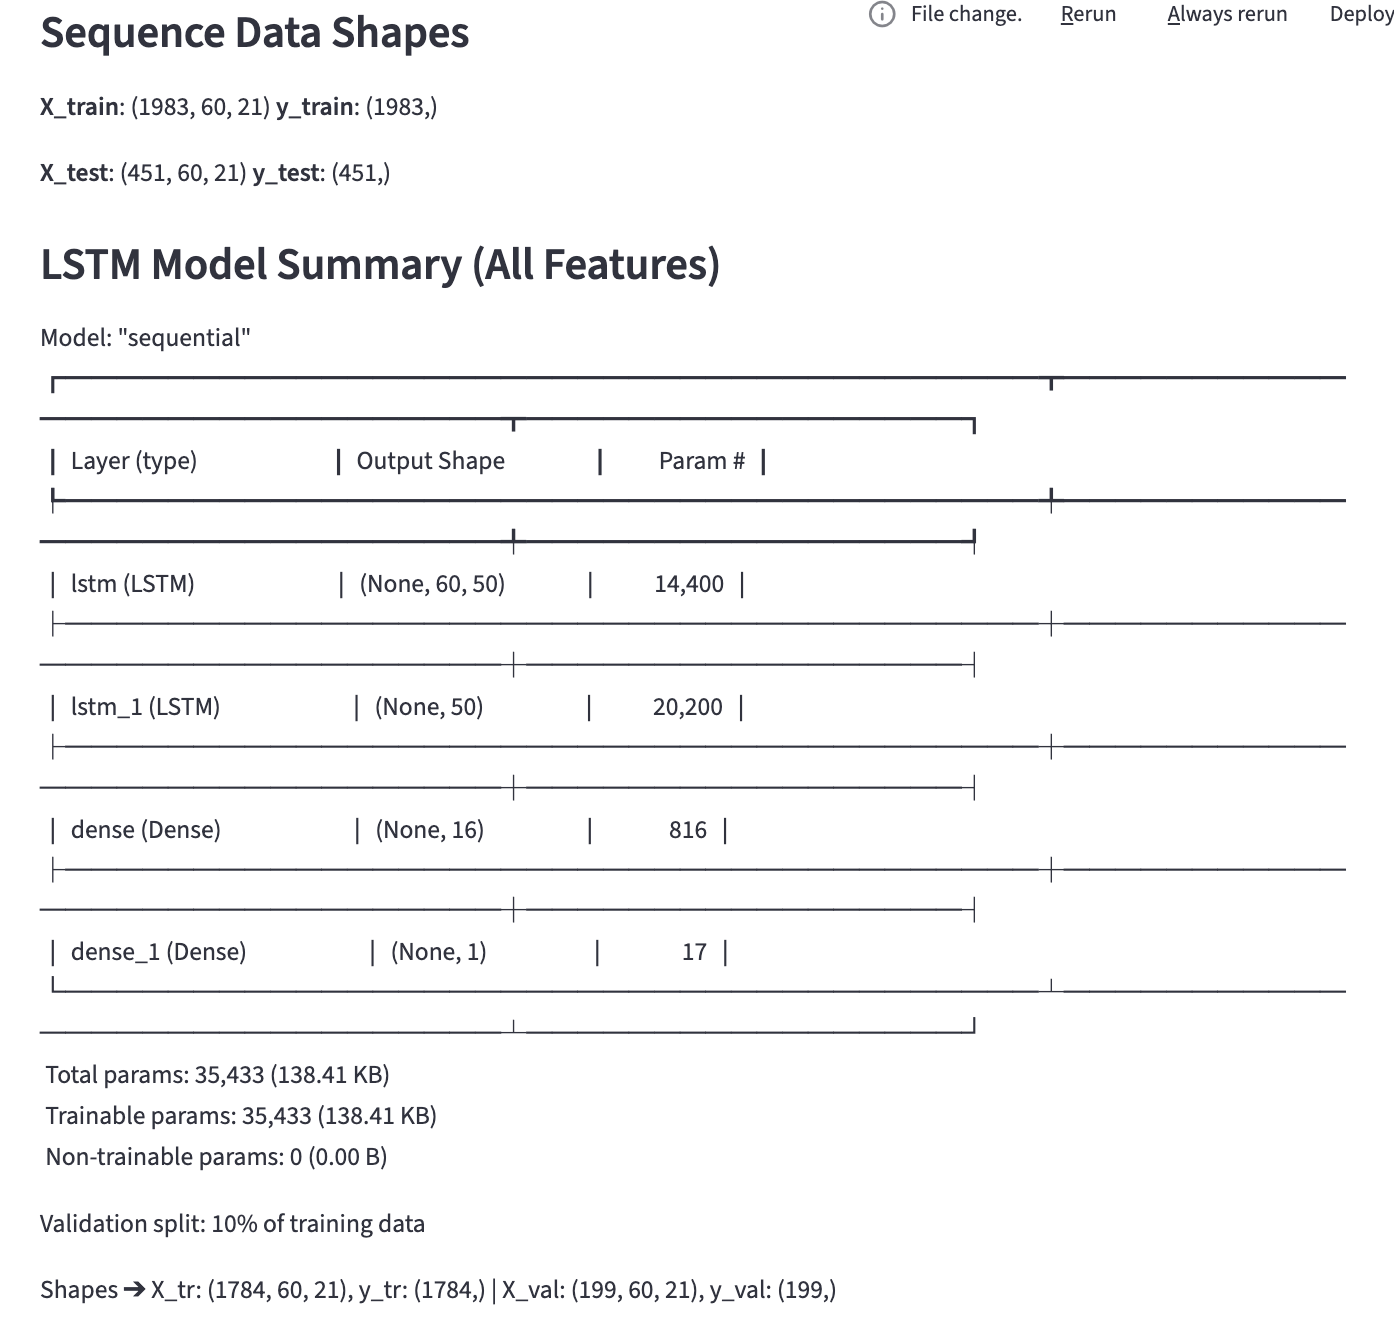 Sequence Data Shapes
File change. Rerun Always rerun Deploy
X_train: (1983, 60, 21) y_train: (1983,)
X_test: (451, 60, 21) y_test: (451,)
LSTM Model Summary (All Features)
Model: "sequential"
Layer (type) Output Shape Param #
lstm (LSTM) (None, 60, 50) 14,400
lstm_1 (LSTM) (None, 50) 20,200
dense (Dense) (None, 16) 816
dense_1 (Dense) (None, 1) 17
Total params: 35,433 (138.41 KB)
Trainable params: 35,433 (138.41 KB)
Non-trainable params: 0 (0.00 B)
Validation split: 10% of training data
Shapes ➔ X_tr: (1784, 60, 21), y_tr: (1784,) | X_val: (199, 60, 21), y_val: (199,)